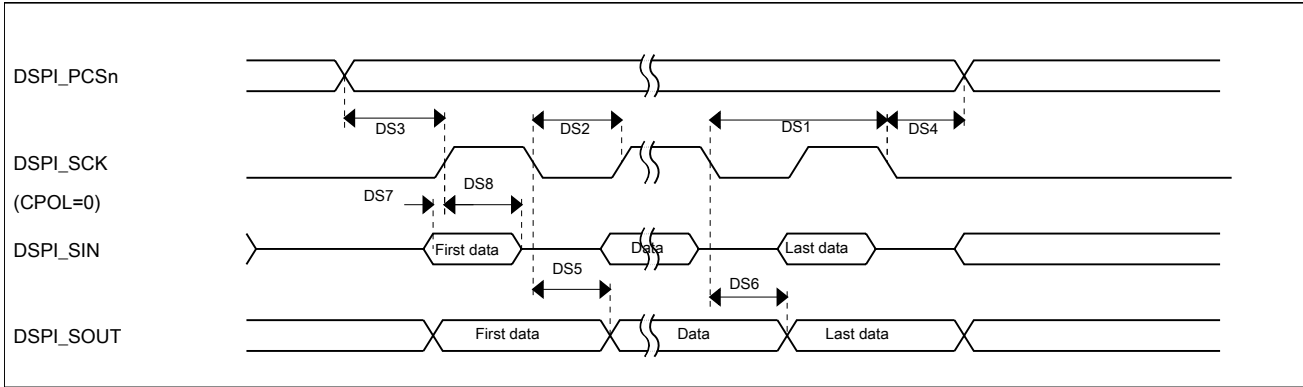 DSPI_PCSn
DS3
DS2
DS1
DS4
DSPI_SCK
(CPOL=0)
DS7
DS8
DSPI_SIN
First data
Data
Last data
DS5
DS6
DSPI_SOUT
First data
Data
Last data